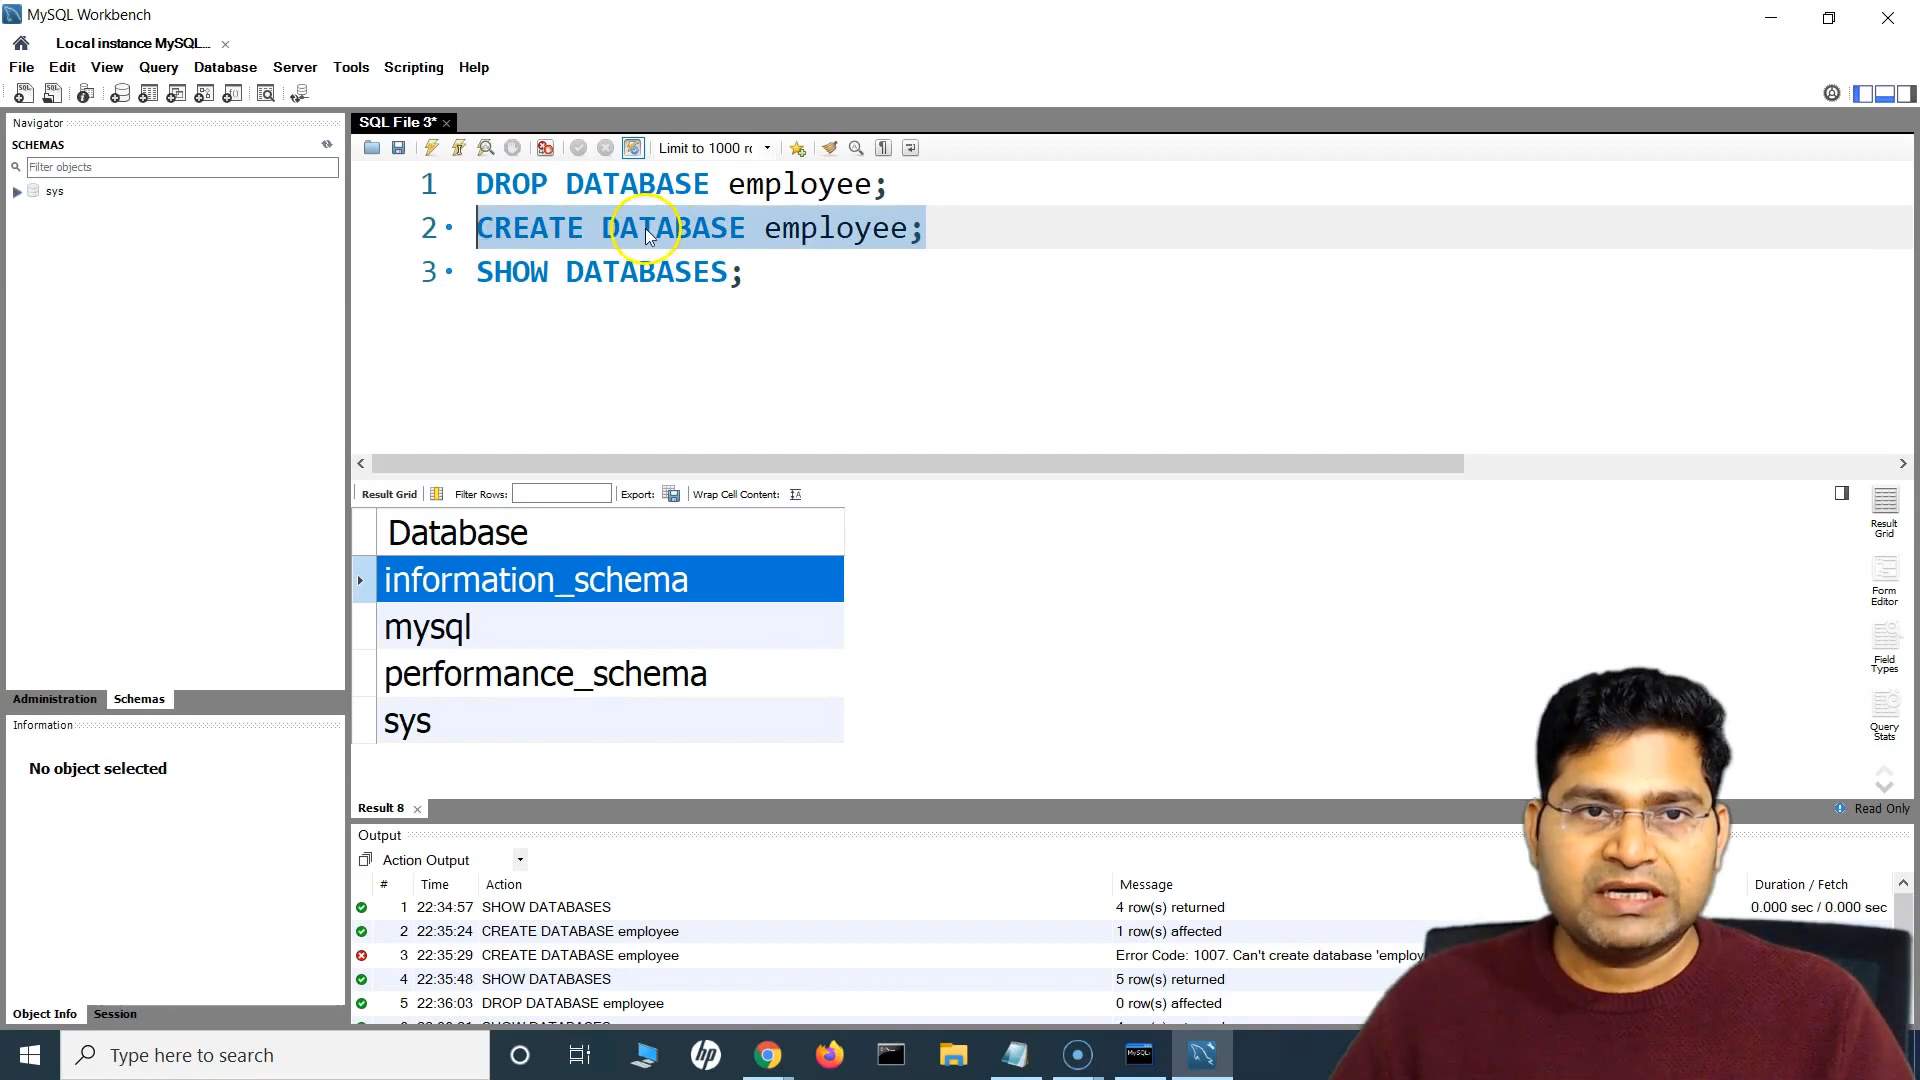 MySQL Workbench
Local instance MySQL...
File Edit View Query Database Server Tools Scripting Help
Navigator
SCHEMAS
Filter objects
sys
Administration Schemas
Information
No object selected
Object Info Session
SQL File 3*
Limit to 1000
1 DROP DATABASE employee;
2 CREATE DATABASE employee;
3 SHOW DATABASES;
Result Grid Filter Rows: Export: Wrap Cell Content:
Database
information_schema
mysql
performance_schema
sys
Result Grid
Form Editor
Field Types
Query Stats
Result 8
Read Only
Output
Action Output
# Time Action Message Duration / Fetch
1 22:34:57 SHOW DATABASES 4 row(s) returned 0.000 sec / 0.000 sec
2 22:35:24 CREATE DATABASE employee 1 row(s) affected
3 22:35:29 CREATE DATABASE employee Error Code: 1007. Can't create database 'employ
4 22:35:48 SHOW DATABASES 5 row(s) returned
5 22:36:03 DROP DATABASE employee 0 row(s) affected
Type here to search
hp